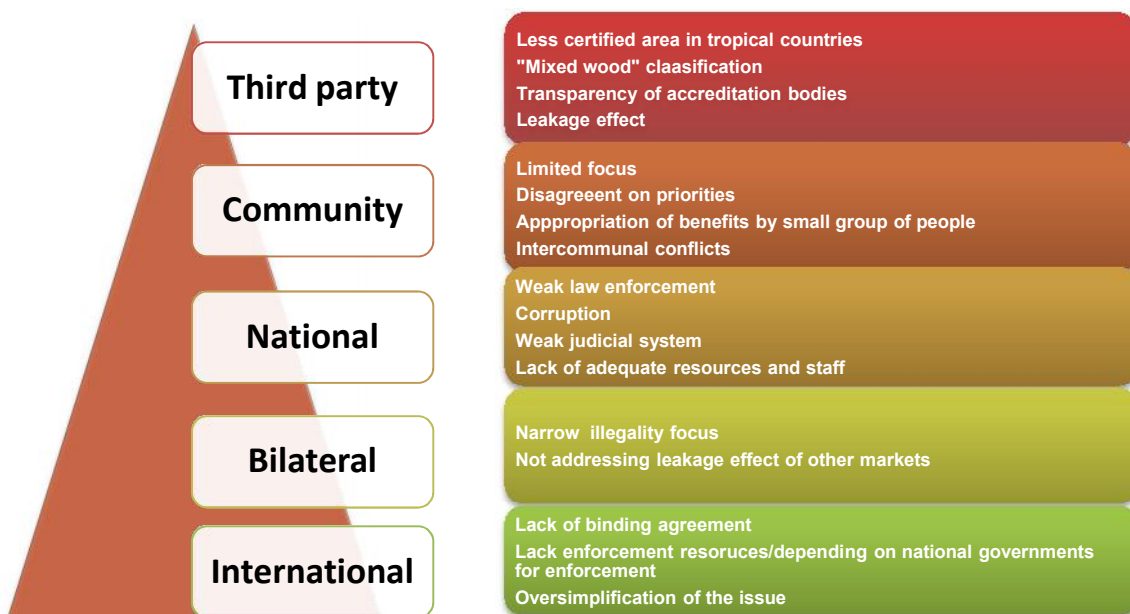 Third party
Less certified area in tropical countries
"Mixed wood" claasification
Transparency of accreditation bodies
Leakage effect
Community
Limited focus
Disagreeent on priorities
Apppropriation of benefits by small group of people
Intercommunal conflicts
National
Weak law enforcement
Corruption
Weak judicial system
Lack of adequate resources and staff
Bilateral
Narrow illegality focus
Not addressing leakage effect of other markets
International
Lack of binding agreement
Lack enforcement resoruces/depending on national governments
for enforcement
Oversimplification of the issue